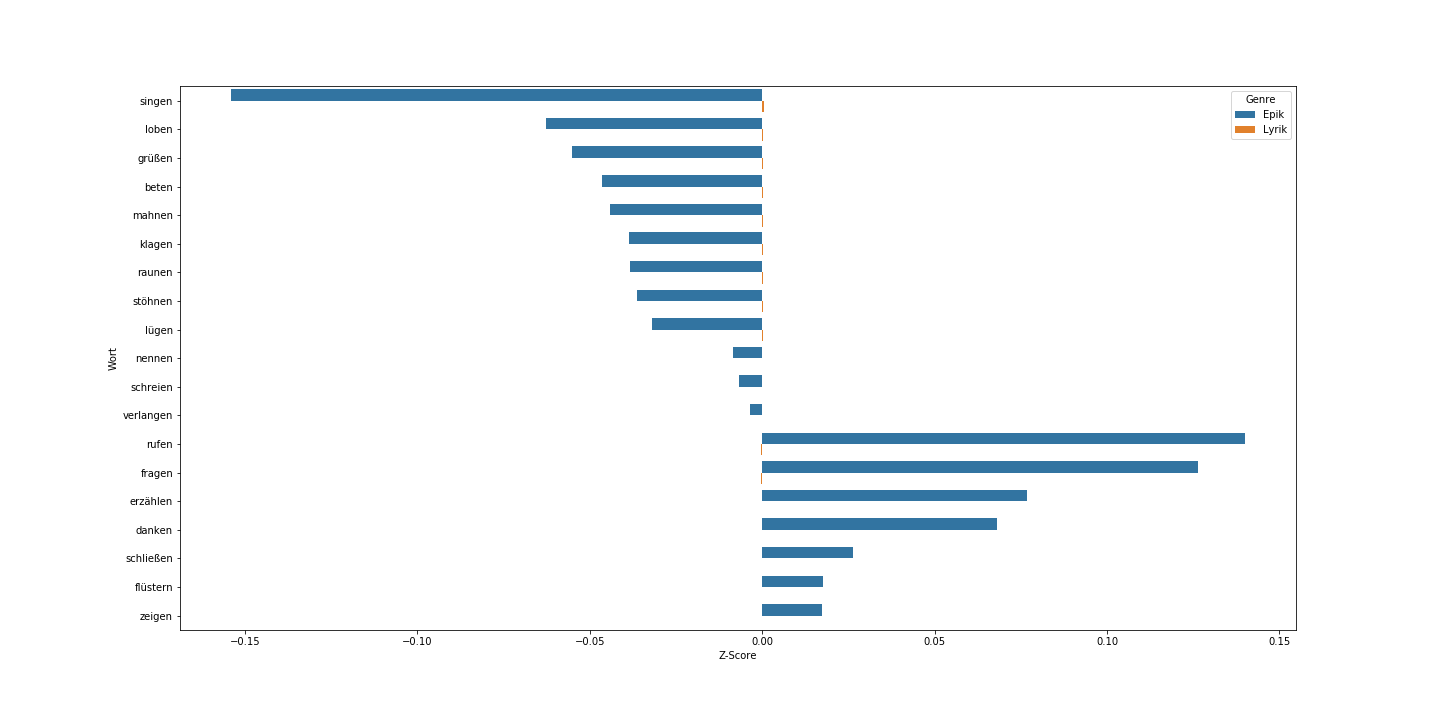 Genre
Epik
Lyrik
singen
loben
grüßen
beten
mahnen
klagen
raunen
stöhnen
lügen
nennen
schreien
verlangen
rufen
fragen
erzählen
danken
schließen
flüstern
zeigen
Wort
−0.15 −0.10 −0.05 0.00 0.05 0.10 0.15
Z-Score